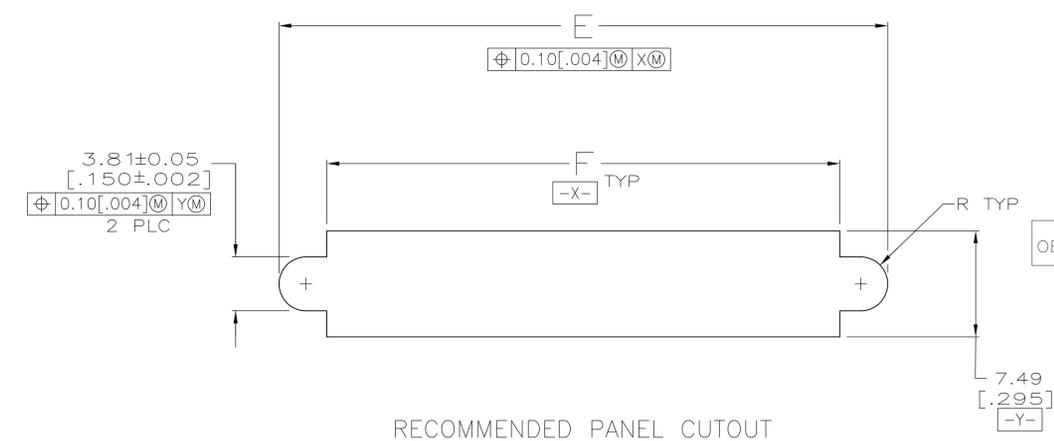 E
⌖ 0.10[.004]Ⓜ XⓂ
3.81±0.05
[.150±.002]
⌖ 0.10[.004]Ⓜ YⓂ
2 PLC
F
-X- TYP
R TYP
7.49
[.295]
-Y-
RECOMMENDED PANEL CUTOUT